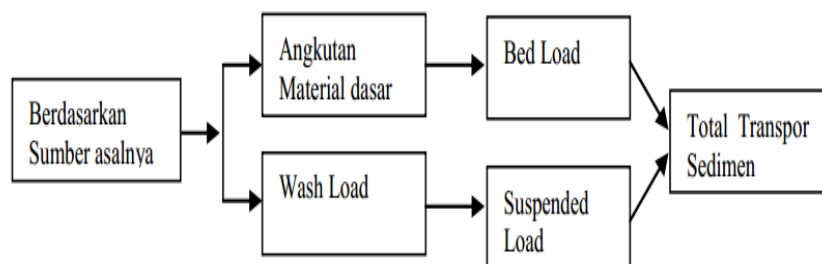 Berdasarkan
Sumber asalnya
Angkutan
Material dasar
Wash Load
Bed Load
Suspended
Load
Total Transpor
Sedimen